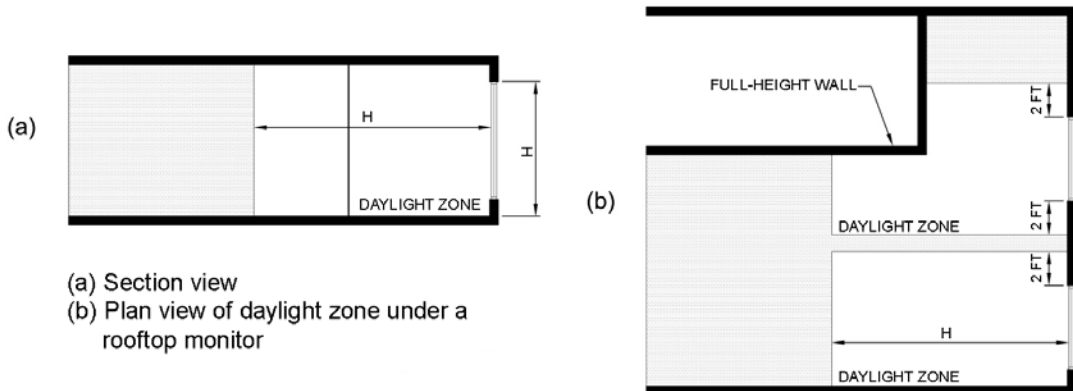 (a)
H
H
DAYLIGHT ZONE
(a) Section view
(b) Plan view of daylight zone under a
rooftop monitor
(b)
FULL-HEIGHT WALL
2 FT
2 FT
DAYLIGHT ZONE
2 FT
H
DAYLIGHT ZONE